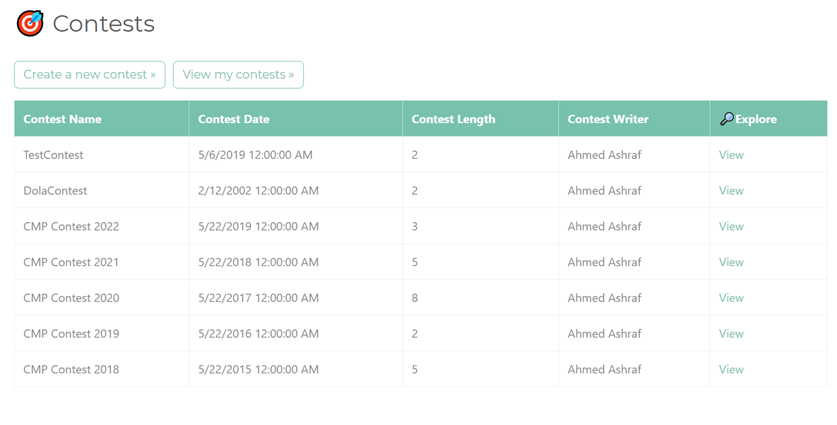 Contests
Create a new contest » View my contests »
Contest Name Contest Date Contest Length Contest Writer Explore
TestContest 5/6/2019 12:00:00 AM 2 Ahmed Ashraf View
DolaContest 2/12/2002 12:00:00 AM 2 Ahmed Ashraf View
CMP Contest 2022 5/22/2019 12:00:00 AM 3 Ahmed Ashraf View
CMP Contest 2021 5/22/2018 12:00:00 AM 5 Ahmed Ashraf View
CMP Contest 2020 5/22/2017 12:00:00 AM 8 Ahmed Ashraf View
CMP Contest 2019 5/22/2016 12:00:00 AM 2 Ahmed Ashraf View
CMP Contest 2018 5/22/2015 12:00:00 AM 5 Ahmed Ashraf View